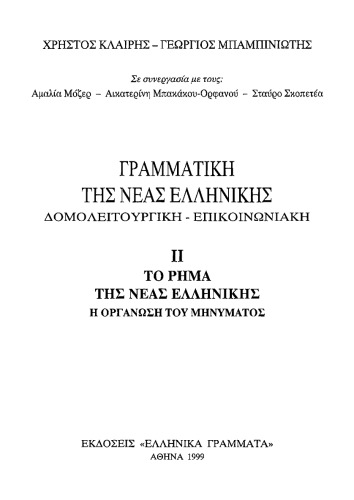 ΧΡΗΣΤΟΣ ΚΛΑΙΡΗΣ – ΓΕΩΡΓΙΟΣ ΜΠΑΜΠΙΝΙΩΤΗΣ
Σε συνεργασία με τους:
Αμαλία Μόζερ – Αικατερίνη Μπακάκου-Ορφανού – Σταύρο Σκοπετέα
ΓΡΑΜΜΑΤΙΚΗ
ΤΗΣ ΝΕΑΣ ΕΛΛΗΝΙΚΗΣ
ΔΟΜΟΛΕΙΤΟΥΡΓΙΚΗ - ΕΠΙΚΟΙΝΩΝΙΑΚΗ
ΙΙ
ΤΟ ΡΗΜΑ
ΤΗΣ ΝΕΑΣ ΕΛΛΗΝΙΚΗΣ
Η ΟΡΓΑΝΩΣΗ ΤΟΥ ΜΗΝΥΜΑΤΟΣ
ΕΚΔΟΣΕΙΣ «ΕΛΛΗΝΙΚΑ ΓΡΑΜΜΑΤΑ»
ΑΘΗΝΑ 1999